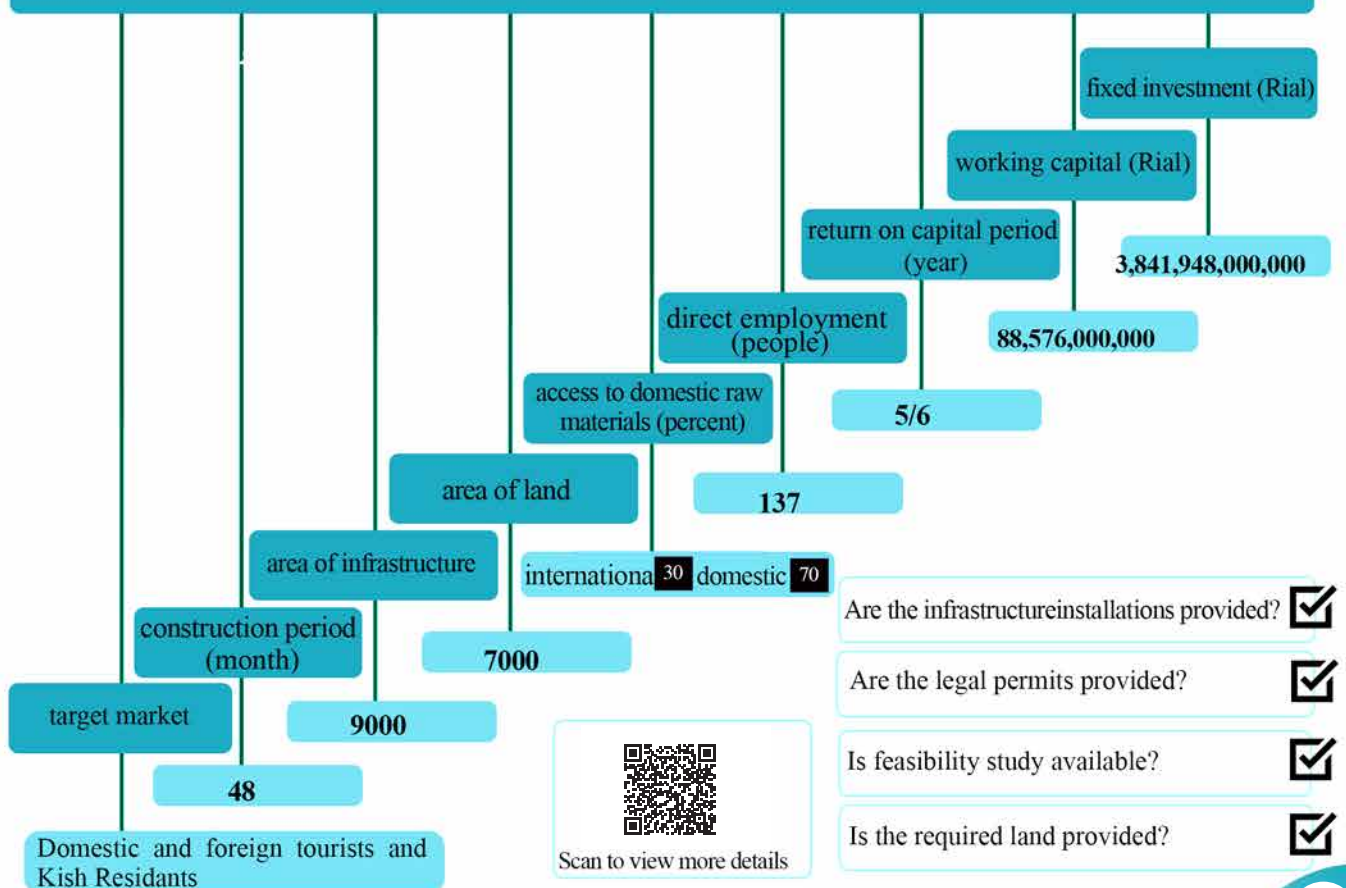 fixed investment (Rial)
3,841,948,000,000
working capital (Rial)
88,576,000,000
return on capital period
(year)
5/6
direct employment
(people)
137
access to domestic raw
materials (percent)
internationa 30 domestic 70
area of land
7000
area of infrastructure
9000
construction period
(month)
48
target market
Domestic and foreign tourists and
Kish Residants
Scan to view more details
Are the infrastructureinstallations provided?
Are the legal permits provided?
Is feasibility study available?
Is the required land provided?